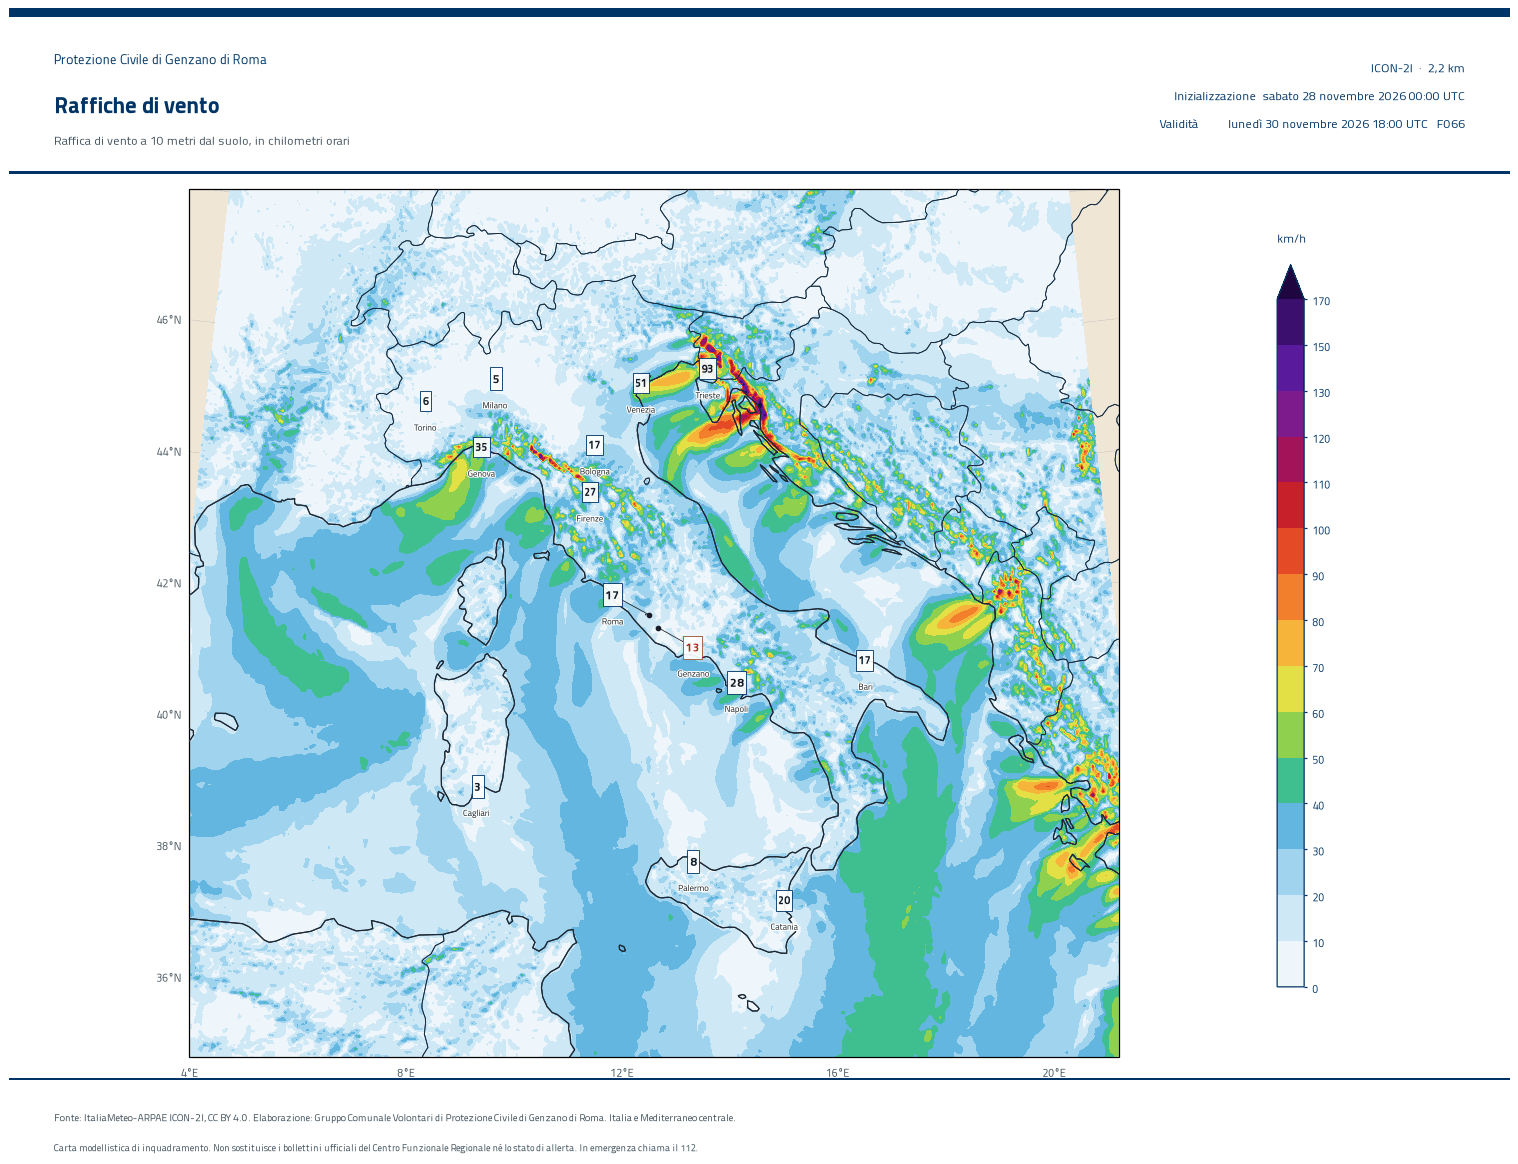 Protezione Civile di Genzano di Roma
Raffiche di vento
Raffica di vento a 10 metri dal suolo, in chilometri orari
ICON-2I · 2,2 km
Inizializzazione sabato 28 novembre 2026 00:00 UTC
Validità lunedì 30 novembre 2026 18:00 UTC F066
km/h
170
150
130
120
110
100
90
80
70
60
50
40
30
20
10
0
46°N
44°N
42°N
40°N
38°N
36°N
4°E
8°E
12°E
16°E
20°E
93
Trieste
51
Venezia
5
Milano
6
Torino
35
Genova
17
Bologna
27
Firenze
17
Roma
13
Genzano
28
Napoli
17
Bari
3
Cagliari
8
Palermo
20
Catania
Fonte: ItaliaMeteo-ARPAE ICON-2I, CC BY 4.0. Elaborazione: Gruppo Comunale Volontari di Protezione Civile di Genzano di Roma. Italia e Mediterraneo centrale.
Carta modellistica di inquadramento. Non sostituisce i bollettini ufficiali del Centro Funzionale Regionale né lo stato di allerta. In emergenza chiama il 112.